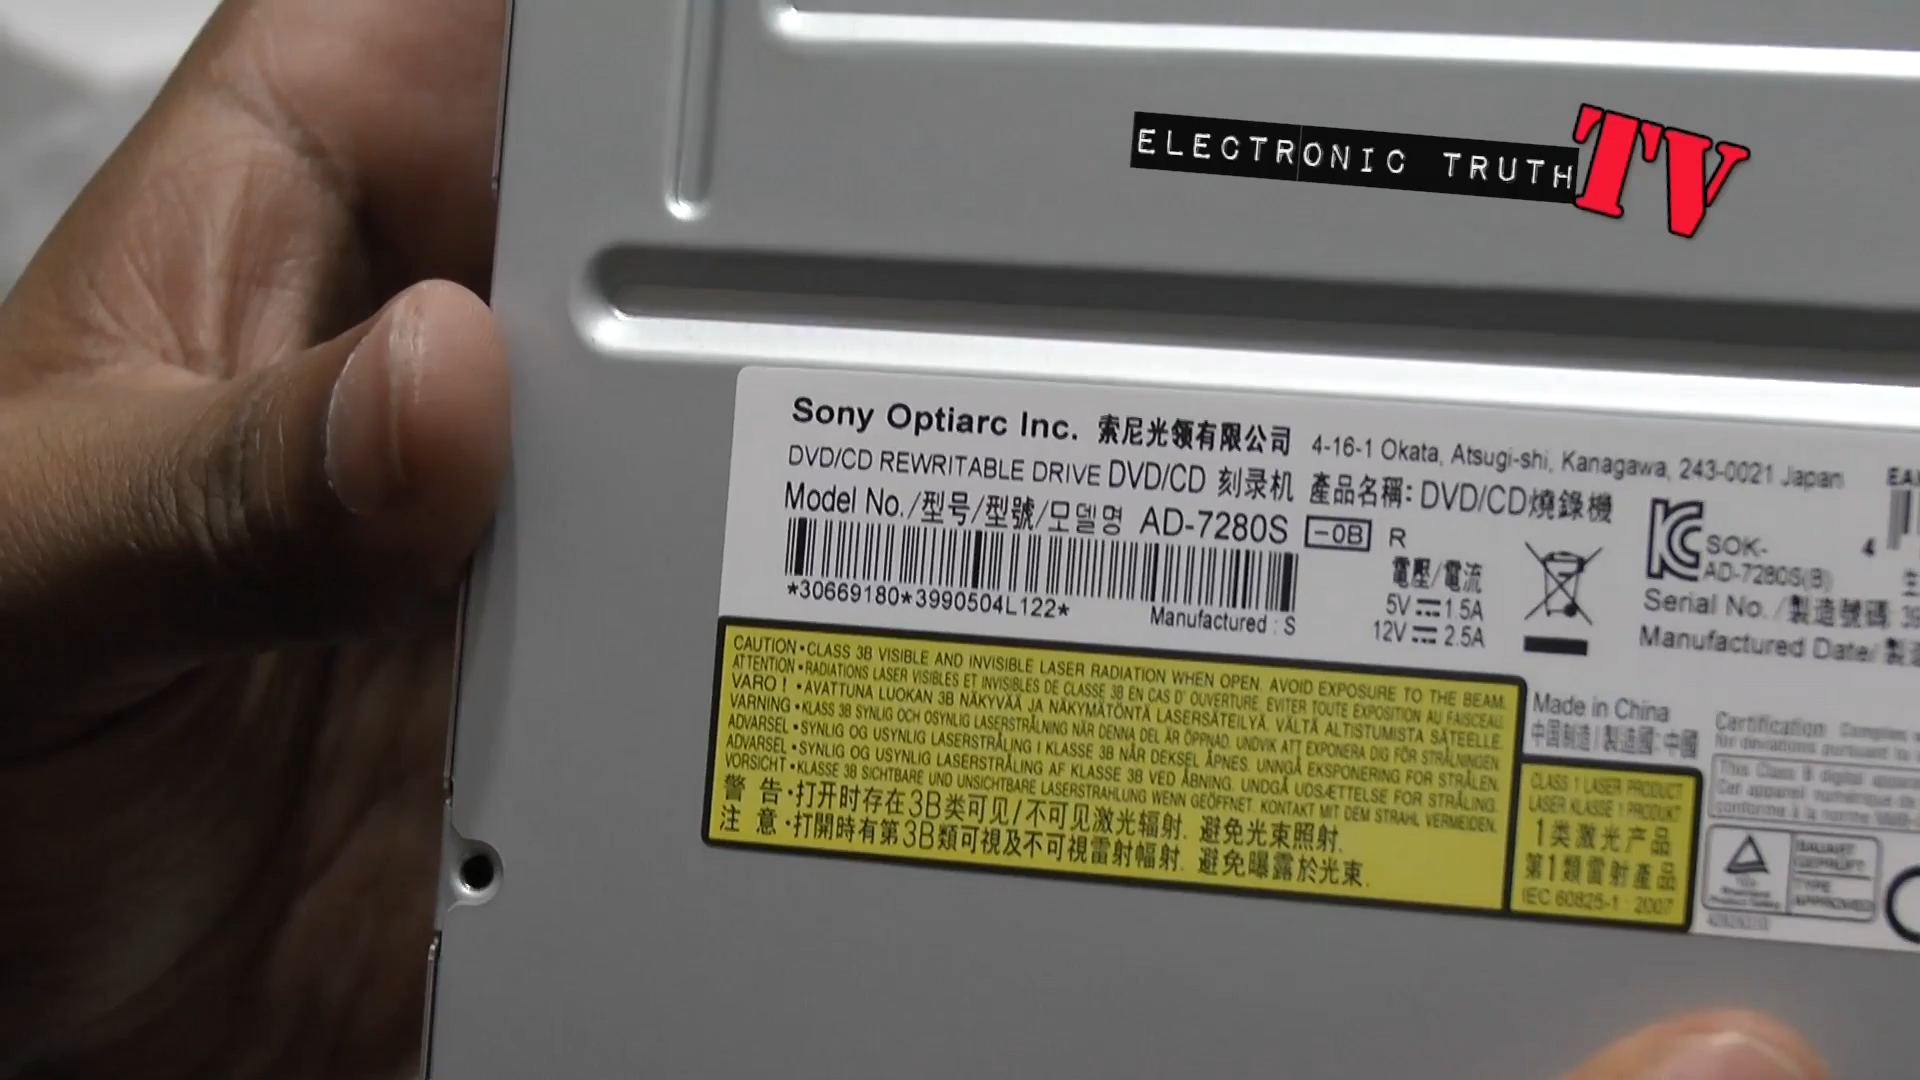 ELECTRONIC TRUTH TV
Sony Optiarc Inc. 索尼光领有限公司 4-16-1 Okata, Atsugi-shi, Kanagawa, 243-0021 Japan
DVD/CD REWRITABLE DRIVE DVD/CD 刻录机 產品名稱: DVD/CD燒錄機
Model No./型号/型號/모델명 AD-7280S -0B R
*30669180*3990504L122*
Manufactured : S
電壓/電流
5V 1.5A
12V 2.5A
SOK-
AD-7280S(B)
Serial No./製造號碼
Manufactured Date/
CAUTION•CLASS 3B VISIBLE AND INVISIBLE LASER RADIATION WHEN OPEN. AVOID EXPOSURE TO THE BEAM.
ATTENTION•RADIATIONS LASER VISIBLES ET INVISIBLES DE CLASSE 3B EN CAS D' OUVERTURE. EVITER TOUTE EXPOSITION AU FAISCEAU.
VARO !•AVATTUNA LUOKAN 3B NÄKYVÄÄ JA NÄKYMÄTÖNTÄ LASERSÄTEILYÄ. VÄLTÄ ALTISTUMISTA SÄTEELLE.
VARNING•KLASS 3B SYNLIG OCH OSYNLIG LASERSTRÅLNING NÄR DENNA DEL ÄR ÖPPNAD. UNDVIK ATT EXPONERA DIG FÖR STRÅLNINGEN.
ADVARSEL•SYNLIG OG USYNLIG LASERSTRÅLING I KLASSE 3B NÅR DEKSEL ÅPNES. UNNGÅ EKSPONERING FOR STRÅLEN.
ADVARSEL•SYNLIG OG USYNLIG LASERSTRÅLING AF KLASSE 3B VED ÅBNING. UNDGÅ UDSÆTTELSE FOR STRÅLING.
VORSICHT•KLASSE 3B SICHTBARE UND UNSICHTBARE LASERSTRAHLUNG WENN GEÖFFNET. KONTAKT MIT DEM STRAHL VERMEIDEN.
警 告•打开时存在3B类可见/不可见激光辐射. 避免光束照射.
注 意•打開時有第3B類可視及不可視雷射幅射. 避免曝露於光束.
Made in China
中国制造/製造國:中國
CLASS 1 LASER PRODUCT
LASER KLASSE 1 PRODUKT
1类激光产品
第1類雷射產品
IEC 60825-1 : 2007
Certification
BAUART
GEPRÜFT
TYPE
APPROVED